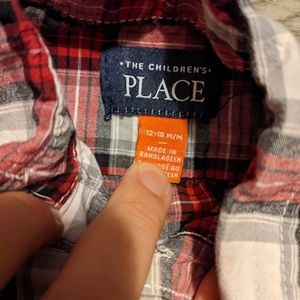 • THE CHILDREN'S •
PLACE
12-18 M/M
MADE IN
BANGLADESH